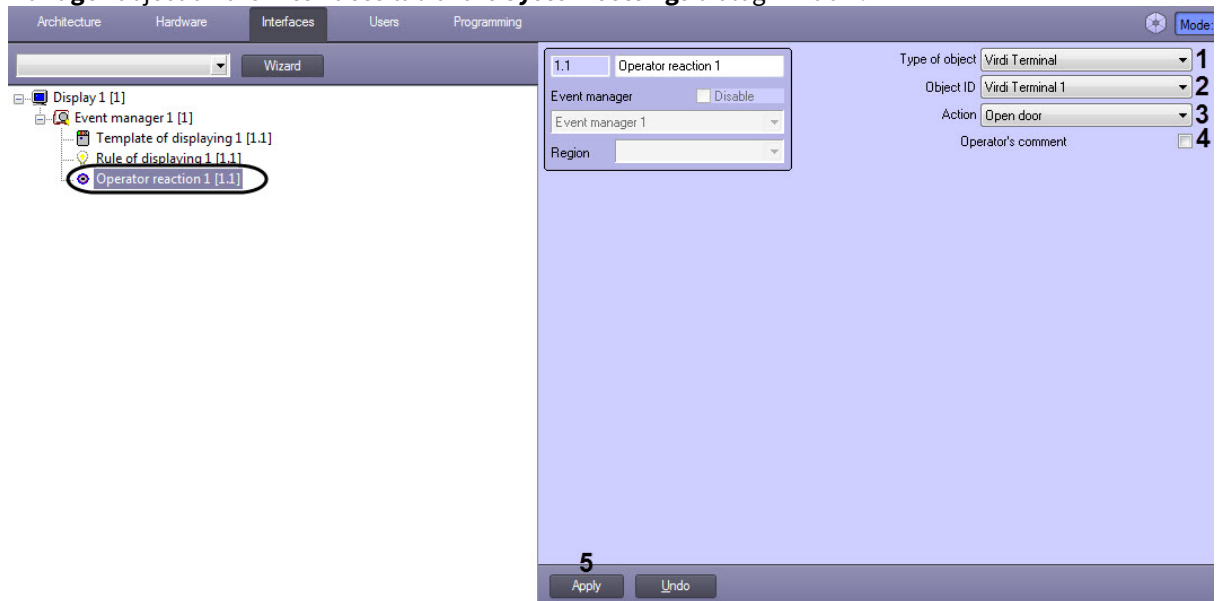 Architecture Hardware Interfaces Users Programming Mode:
Wizard
Display 1 [1]
Event manager 1 [1]
Template of displaying 1 [1.1]
Rule of displaying 1 [1.1]
Operator reaction 1 [1.1]
1.1 Operator reaction 1
Event manager Disable
Event manager 1
Region
Type of object Virdi Terminal 1
Object ID Virdi Terminal 1 2
Action Open door 3
Operator's comment 4
5
Apply Undo